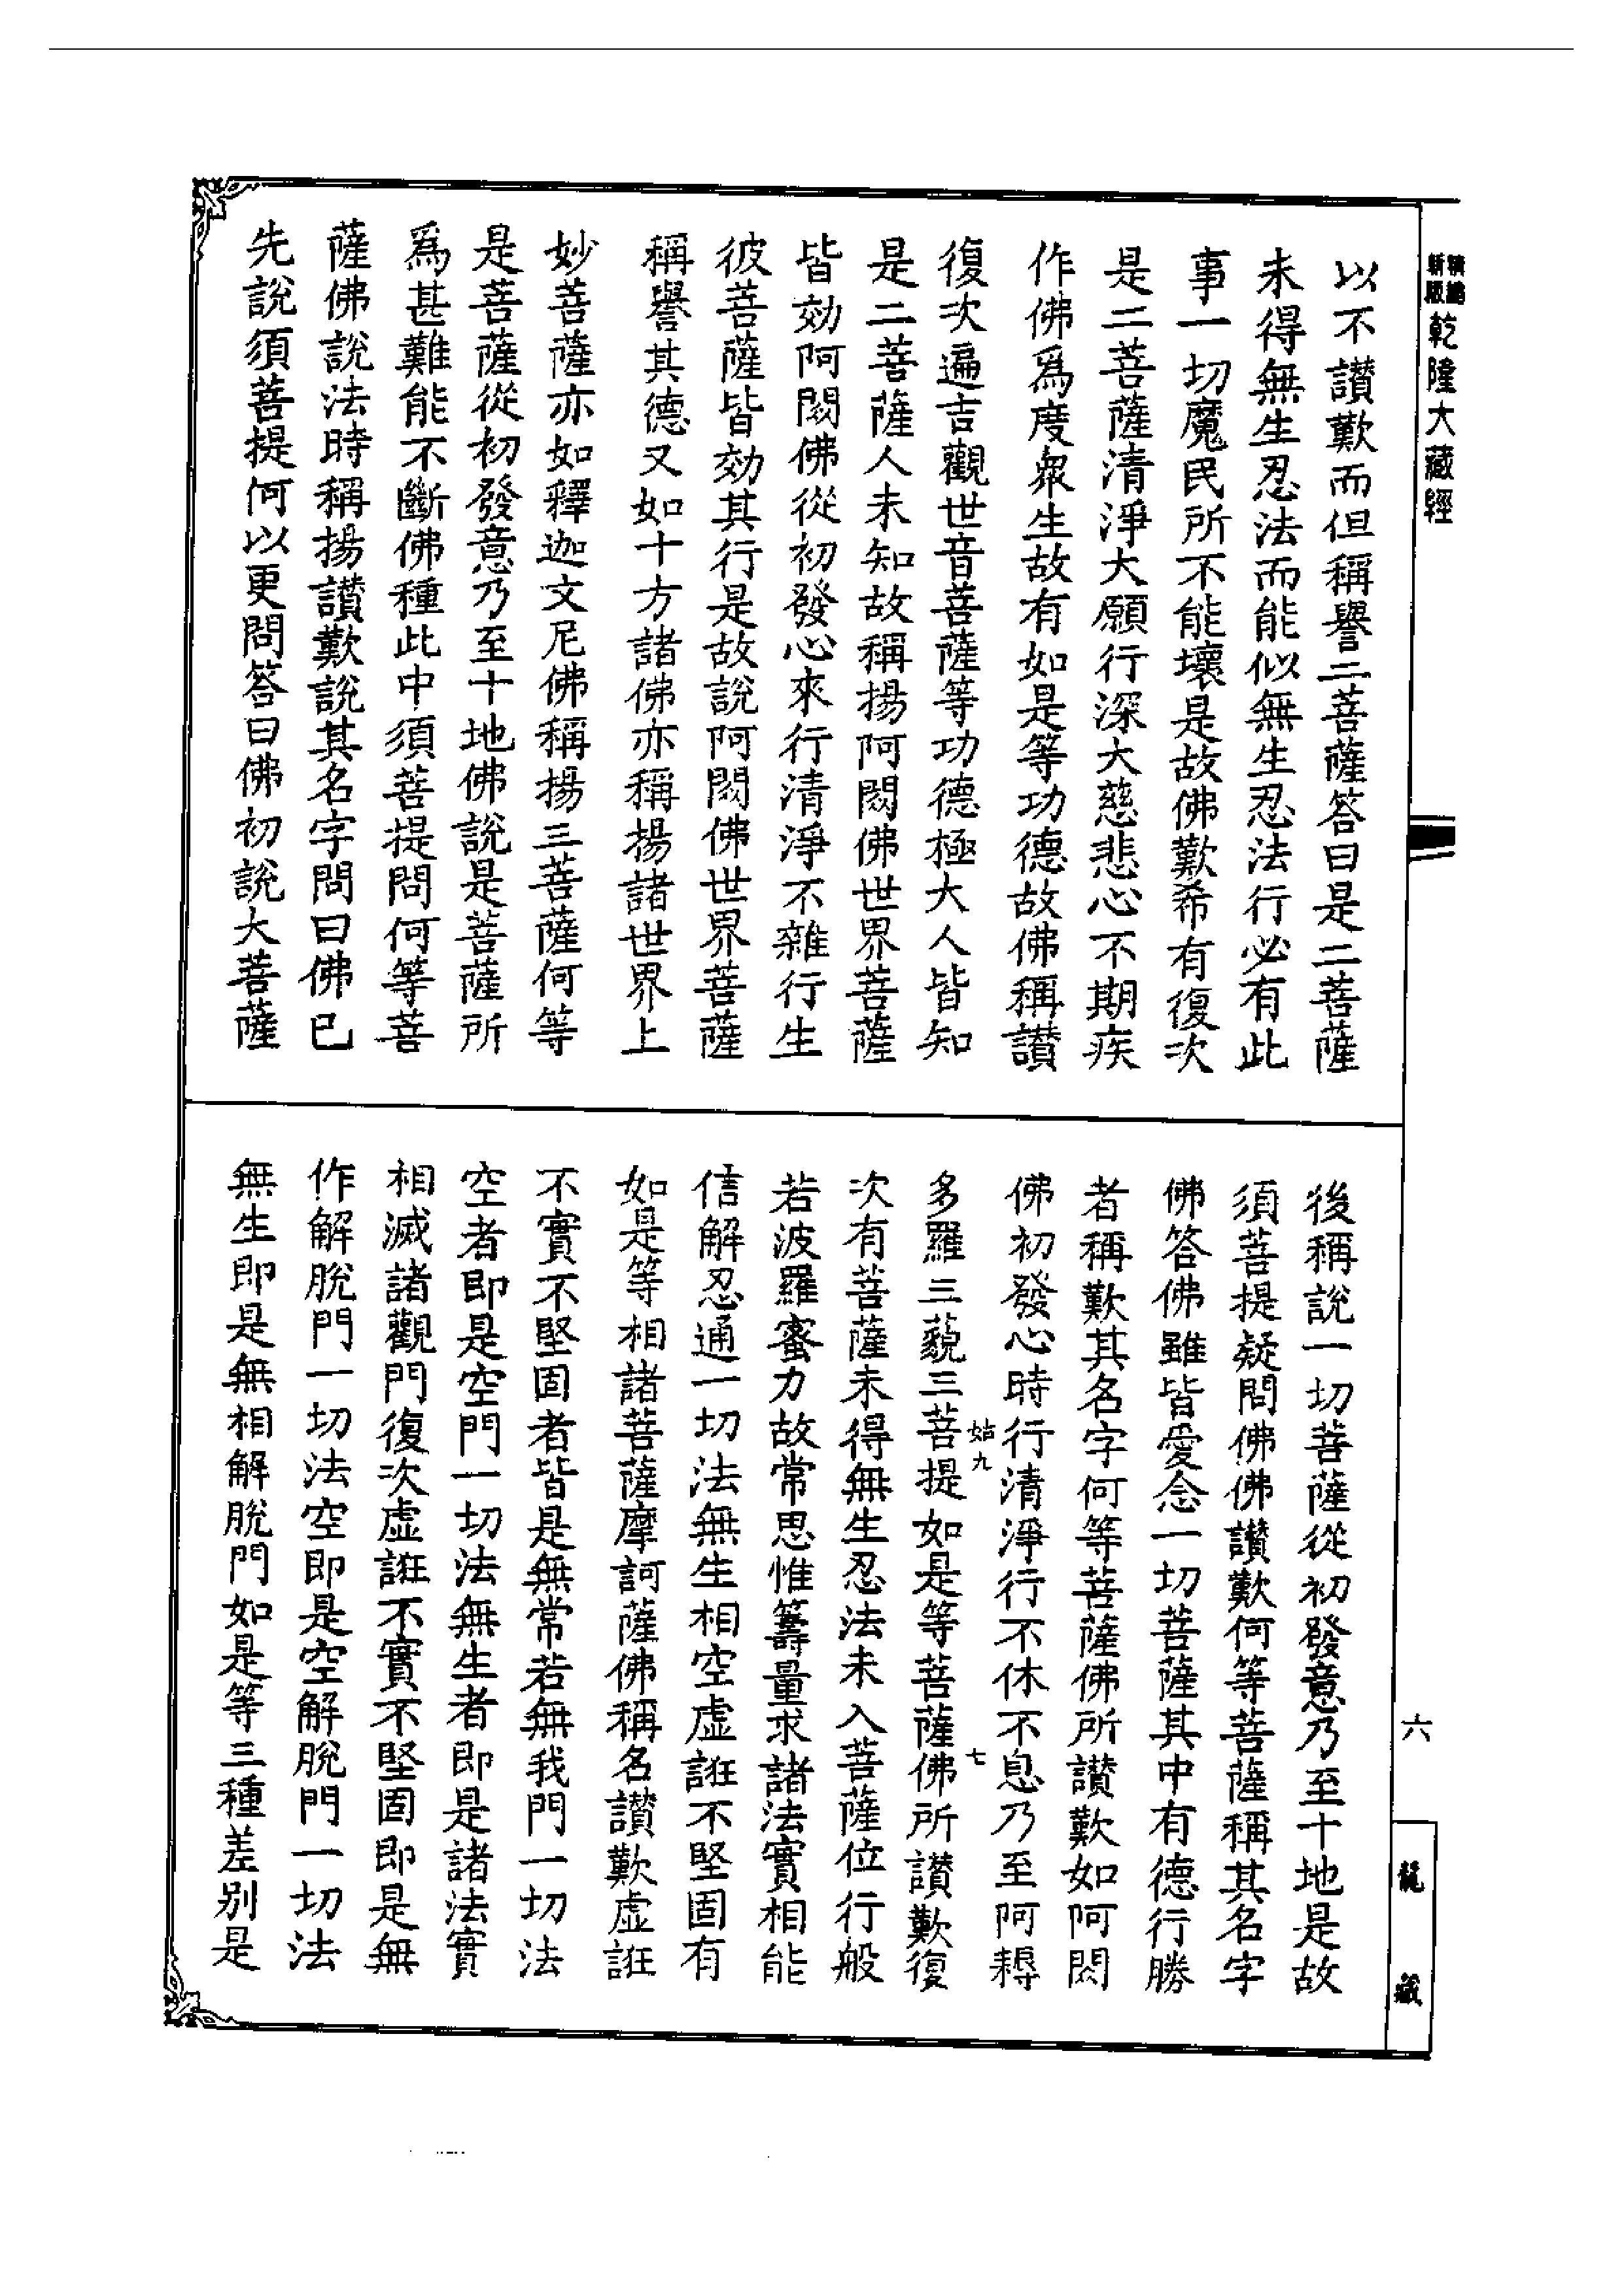 精編
新版
乾隆大藏經
以不讚歎而但稱譽二菩薩答曰是二菩薩
未得無生忍法而能似無生忍法行必有此
事一切魔民所不能壞是故佛歎希有復次
是二菩薩清淨大願行深大慈悲心不期疾
作佛爲度衆生故有如是等功德故佛稱讚
復次遍吉觀世音菩薩等功德極大人皆知
是二菩薩人未知故稱揚阿閦佛世界菩薩
皆効阿閦佛從初發心來行清淨不雜行生
彼菩薩皆効其行是故說阿閦佛世界菩薩
稱譽其德又如十方諸佛亦稱揚諸世界上
妙菩薩亦如釋迦文尼佛稱揚三菩薩何等
是菩薩從初發意乃至十地佛說是菩薩所
爲甚難能不斷佛種此中須菩提問何等菩
薩佛說法時稱揚讚歎說其名字問曰佛已
先說須菩提何以更問答曰佛初說大菩薩
後稱說一切菩薩從初發意乃至十地是故
須菩提疑問佛佛讚歎何等菩薩稱其名字
佛答佛雖皆愛念一切菩薩其中有德行勝
者稱歎其名字何等菩薩佛所讚歎如阿閦
佛初發心時行清淨行不休不息乃至阿耨
多羅三藐三菩提如是等菩薩佛所讚歎復
次有菩薩未得無生忍法未入菩薩位行般
若波羅蜜力故常思惟籌量求諸法實相能
信解忍通一切法無生相空虛誑不堅固有
如是等相諸菩薩摩訶薩佛稱名讚歎虛誑
不實不堅固者皆是無常若無我門一切法
空者即是空門一切法無生者即是諸法實
相滅諸觀門復次虛誑不實不堅固即是無
作解脫門一切法空即是空解脫門一切法
無生即是無相解脫門如是等三種差別是
姑九
七
六
龍藏